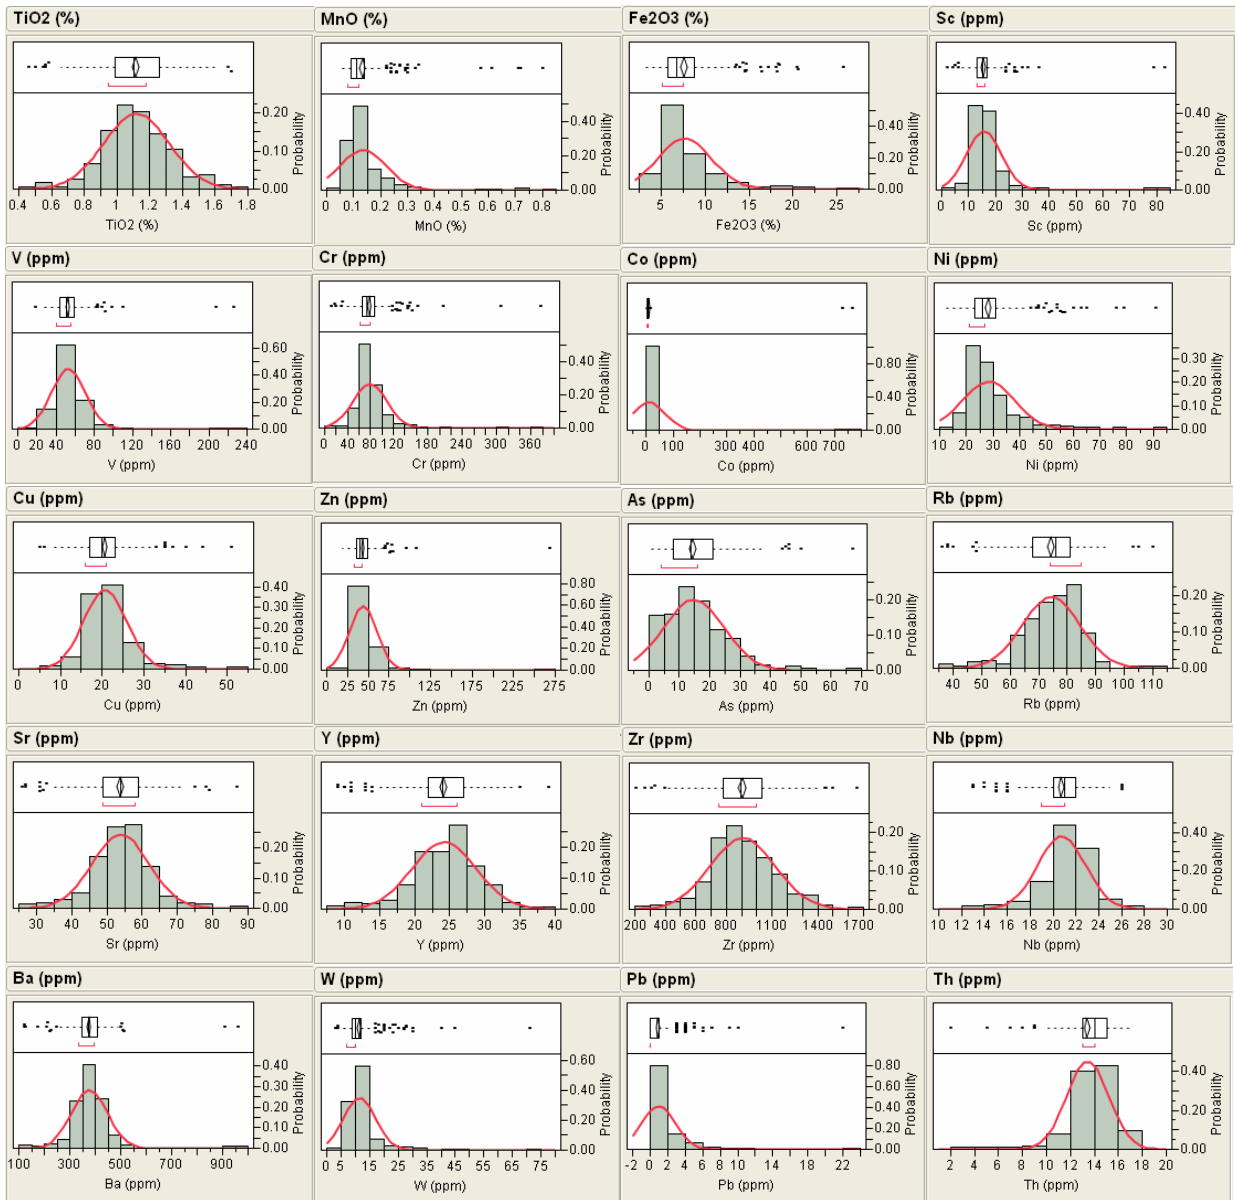 TiO2 (%)
MnO (%)
Fe2O3 (%)
Sc (ppm)
0.20
0.10
0.00
Probability
0.4 0.6 0.8 1 1.2 1.4 1.6 1.8
TiO2 (%)
0.40
0.20
0.00
Probability
0 0.1 0.2 0.3 0.4 0.5 0.6 0.7 0.8
MnO (%)
0.40
0.20
0.00
Probability
5 10 15 20 25
Fe2O3 (%)
0.40
0.20
0.00
Probability
0 10 20 30 40 50 60 70 80
Sc (ppm)
V (ppm)
Cr (ppm)
Co (ppm)
Ni (ppm)
0.60
0.40
0.20
0.00
Probability
0 20 40 60 80 120 160 200 240
V (ppm)
0.40
0.20
0.00
Probability
0 40 80 120 180 240 300 360
Cr (ppm)
0.80
0.40
0.00
Probability
0 100 300 400 600 700
Co (ppm)
0.30
0.20
0.10
0.00
Probability
10 20 30 40 50 60 70 80 90
Ni (ppm)
Cu (ppm)
Zn (ppm)
As (ppm)
Rb (ppm)
0.40
0.30
0.20
0.10
0.00
Probability
0 10 20 30 40 50
Cu (ppm)
0.80
0.60
0.40
0.20
0.00
Probability
0 25 50 75 125 175 225 275
Zn (ppm)
0.20
0.10
0.00
Probability
0 10 20 30 40 50 60 70
As (ppm)
0.20
0.10
0.00
Probability
40 50 60 70 80 90 100 110
Rb (ppm)
Sr (ppm)
Y (ppm)
Zr (ppm)
Nb (ppm)
0.20
0.10
0.00
Probability
30 40 50 60 70 80 90
Sr (ppm)
0.20
0.10
0.00
Probability
10 15 20 25 30 35 40
Y (ppm)
0.20
0.10
0.00
Probability
200 400 600 800 1100 1400 1700
Zr (ppm)
0.40
0.20
0.00
Probability
10 12 14 16 18 20 22 24 26 28 30
Nb (ppm)
Ba (ppm)
W (ppm)
Pb (ppm)
Th (ppm)
0.40
0.30
0.20
0.10
0.00
Probability
100 300 500 700 900
Ba (ppm)
0.60
0.40
0.20
0.00
Probability
0 5 15 25 35 45 55 65 75
W (ppm)
0.80
0.60
0.40
0.20
0.00
Probability
-2 0 2 4 6 8 10 14 18 22
Pb (ppm)
0.40
0.20
0.00
Probability
2 4 6 8 10 12 14 16 18 20
Th (ppm)